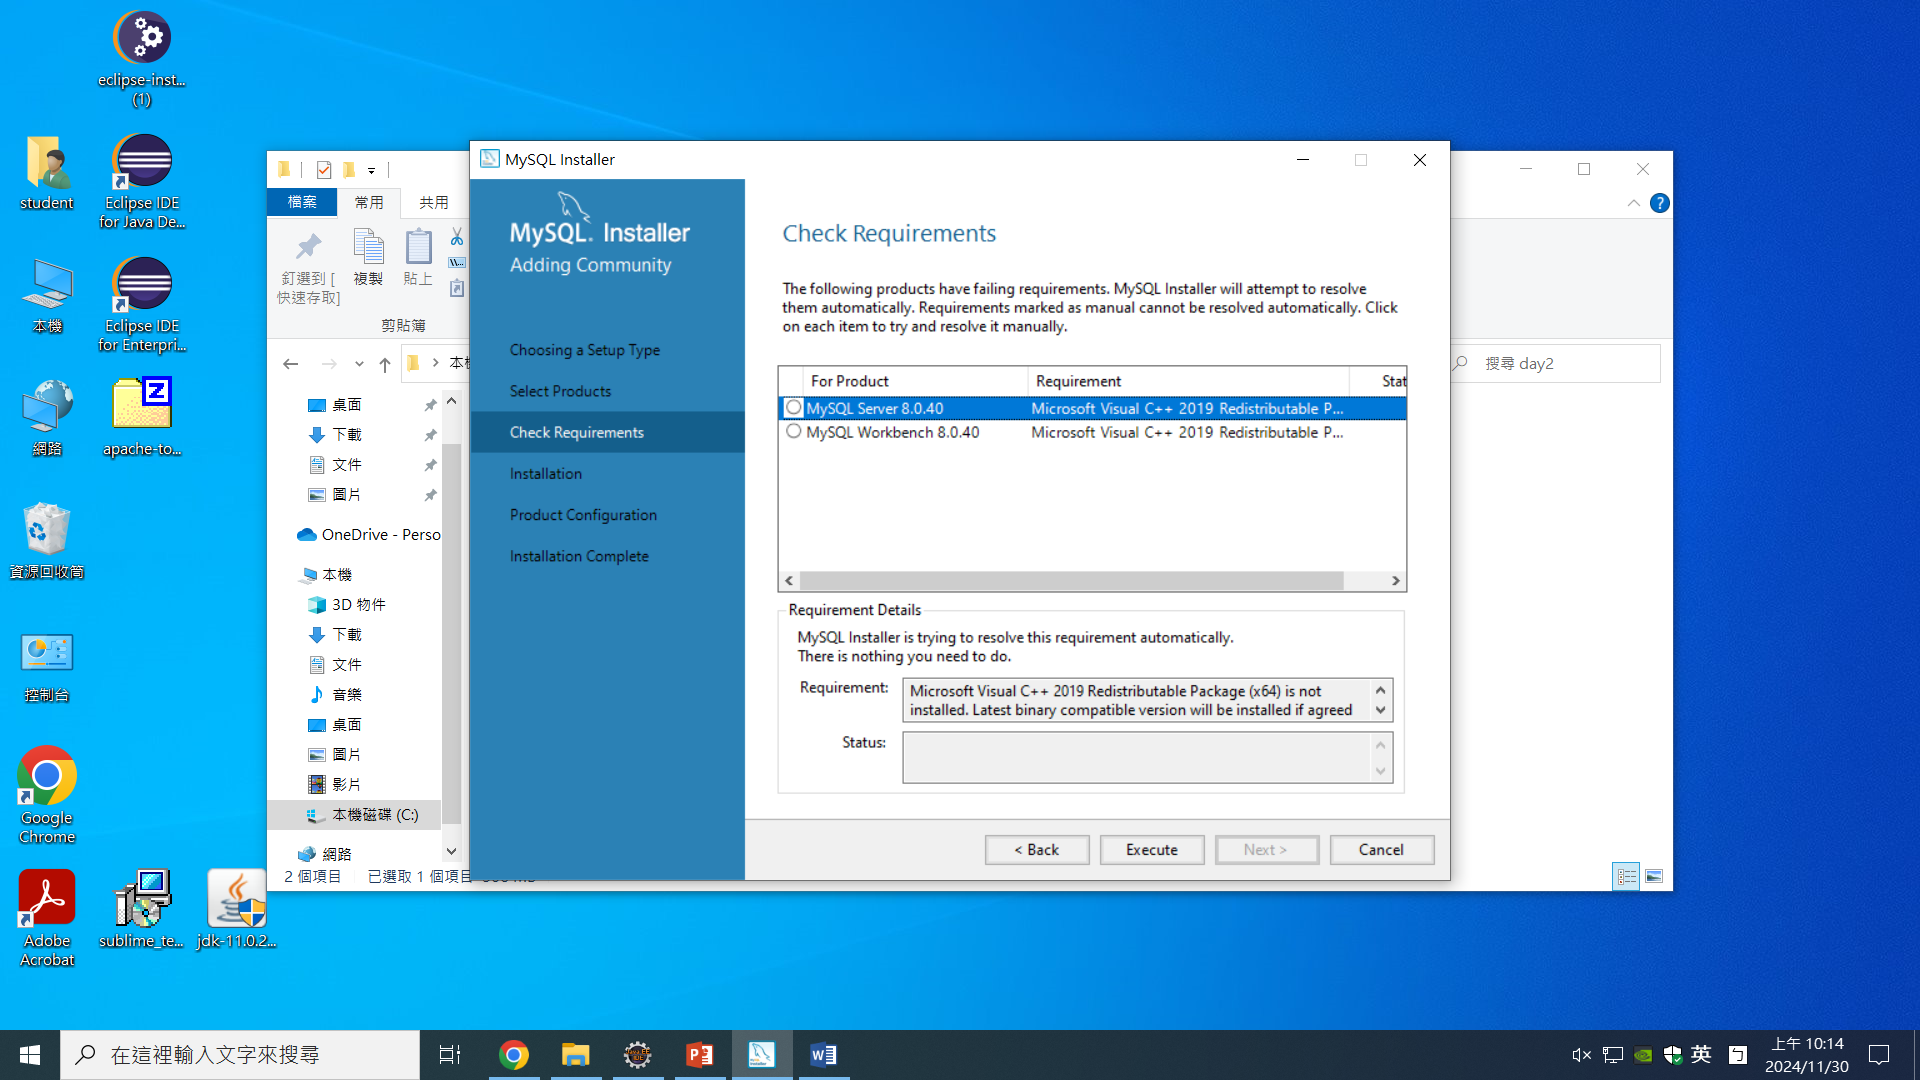 eclipse-inst...
(1)
student
Eclipse IDE
for Java De...
本機
Eclipse IDE
for Enterpri...
網路
apache-to...
資源回收筒
控制台
Google
Chrome
Adobe
Acrobat
sublime_te...
jdk-11.0.2...
檔案
常用
共用
釘選到 [
快速存取]
複製
貼上
剪貼簿
本機
搜尋 day2
桌面
下載
文件
圖片
OneDrive - Perso
本機
3D 物件
下載
文件
音樂
桌面
圖片
影片
本機磁碟 (C:)
網路
2 個項目
已選取 1 個項目
MySQL Installer
MySQL. Installer
Adding Community
Choosing a Setup Type
Select Products
Check Requirements
Installation
Product Configuration
Installation Complete
Check Requirements
The following products have failing requirements. MySQL Installer will attempt to resolve
them automatically. Requirements marked as manual cannot be resolved automatically. Click
on each item to try and resolve it manually.
For Product Requirement Stat
MySQL Server 8.0.40 Microsoft Visual C++ 2019 Redistributable P...
MySQL Workbench 8.0.40 Microsoft Visual C++ 2019 Redistributable P...
Requirement Details
MySQL Installer is trying to resolve this requirement automatically.
There is nothing you need to do.
Requirement: Microsoft Visual C++ 2019 Redistributable Package (x64) is not
installed. Latest binary compatible version will be installed if agreed
Status:
< Back
Execute
Next >
Cancel
在這裡輸入文字來搜尋
英
上午 10:14
2024/11/30